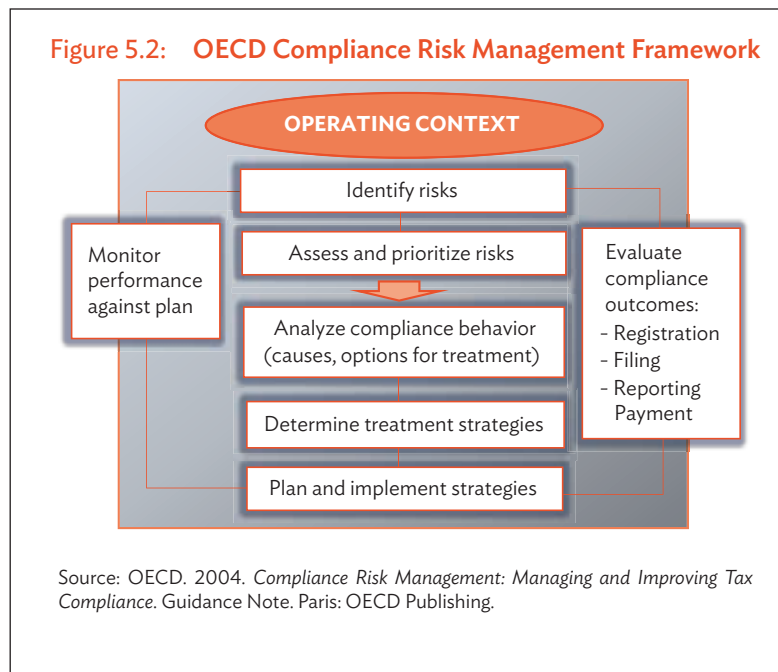 Figure 5.2: OECD Compliance Risk Management Framework
OPERATING CONTEXT
Identify risks
Assess and prioritize risks
Monitor
performance
against plan
Analyze compliance behavior
(causes, options for treatment)
Determine treatment strategies
Plan and implement strategies
Evaluate
compliance
outcomes:
- Registration
- Filing
- Reporting
Payment
Source: OECD. 2004. Compliance Risk Management: Managing and Improving Tax
Compliance. Guidance Note. Paris: OECD Publishing.